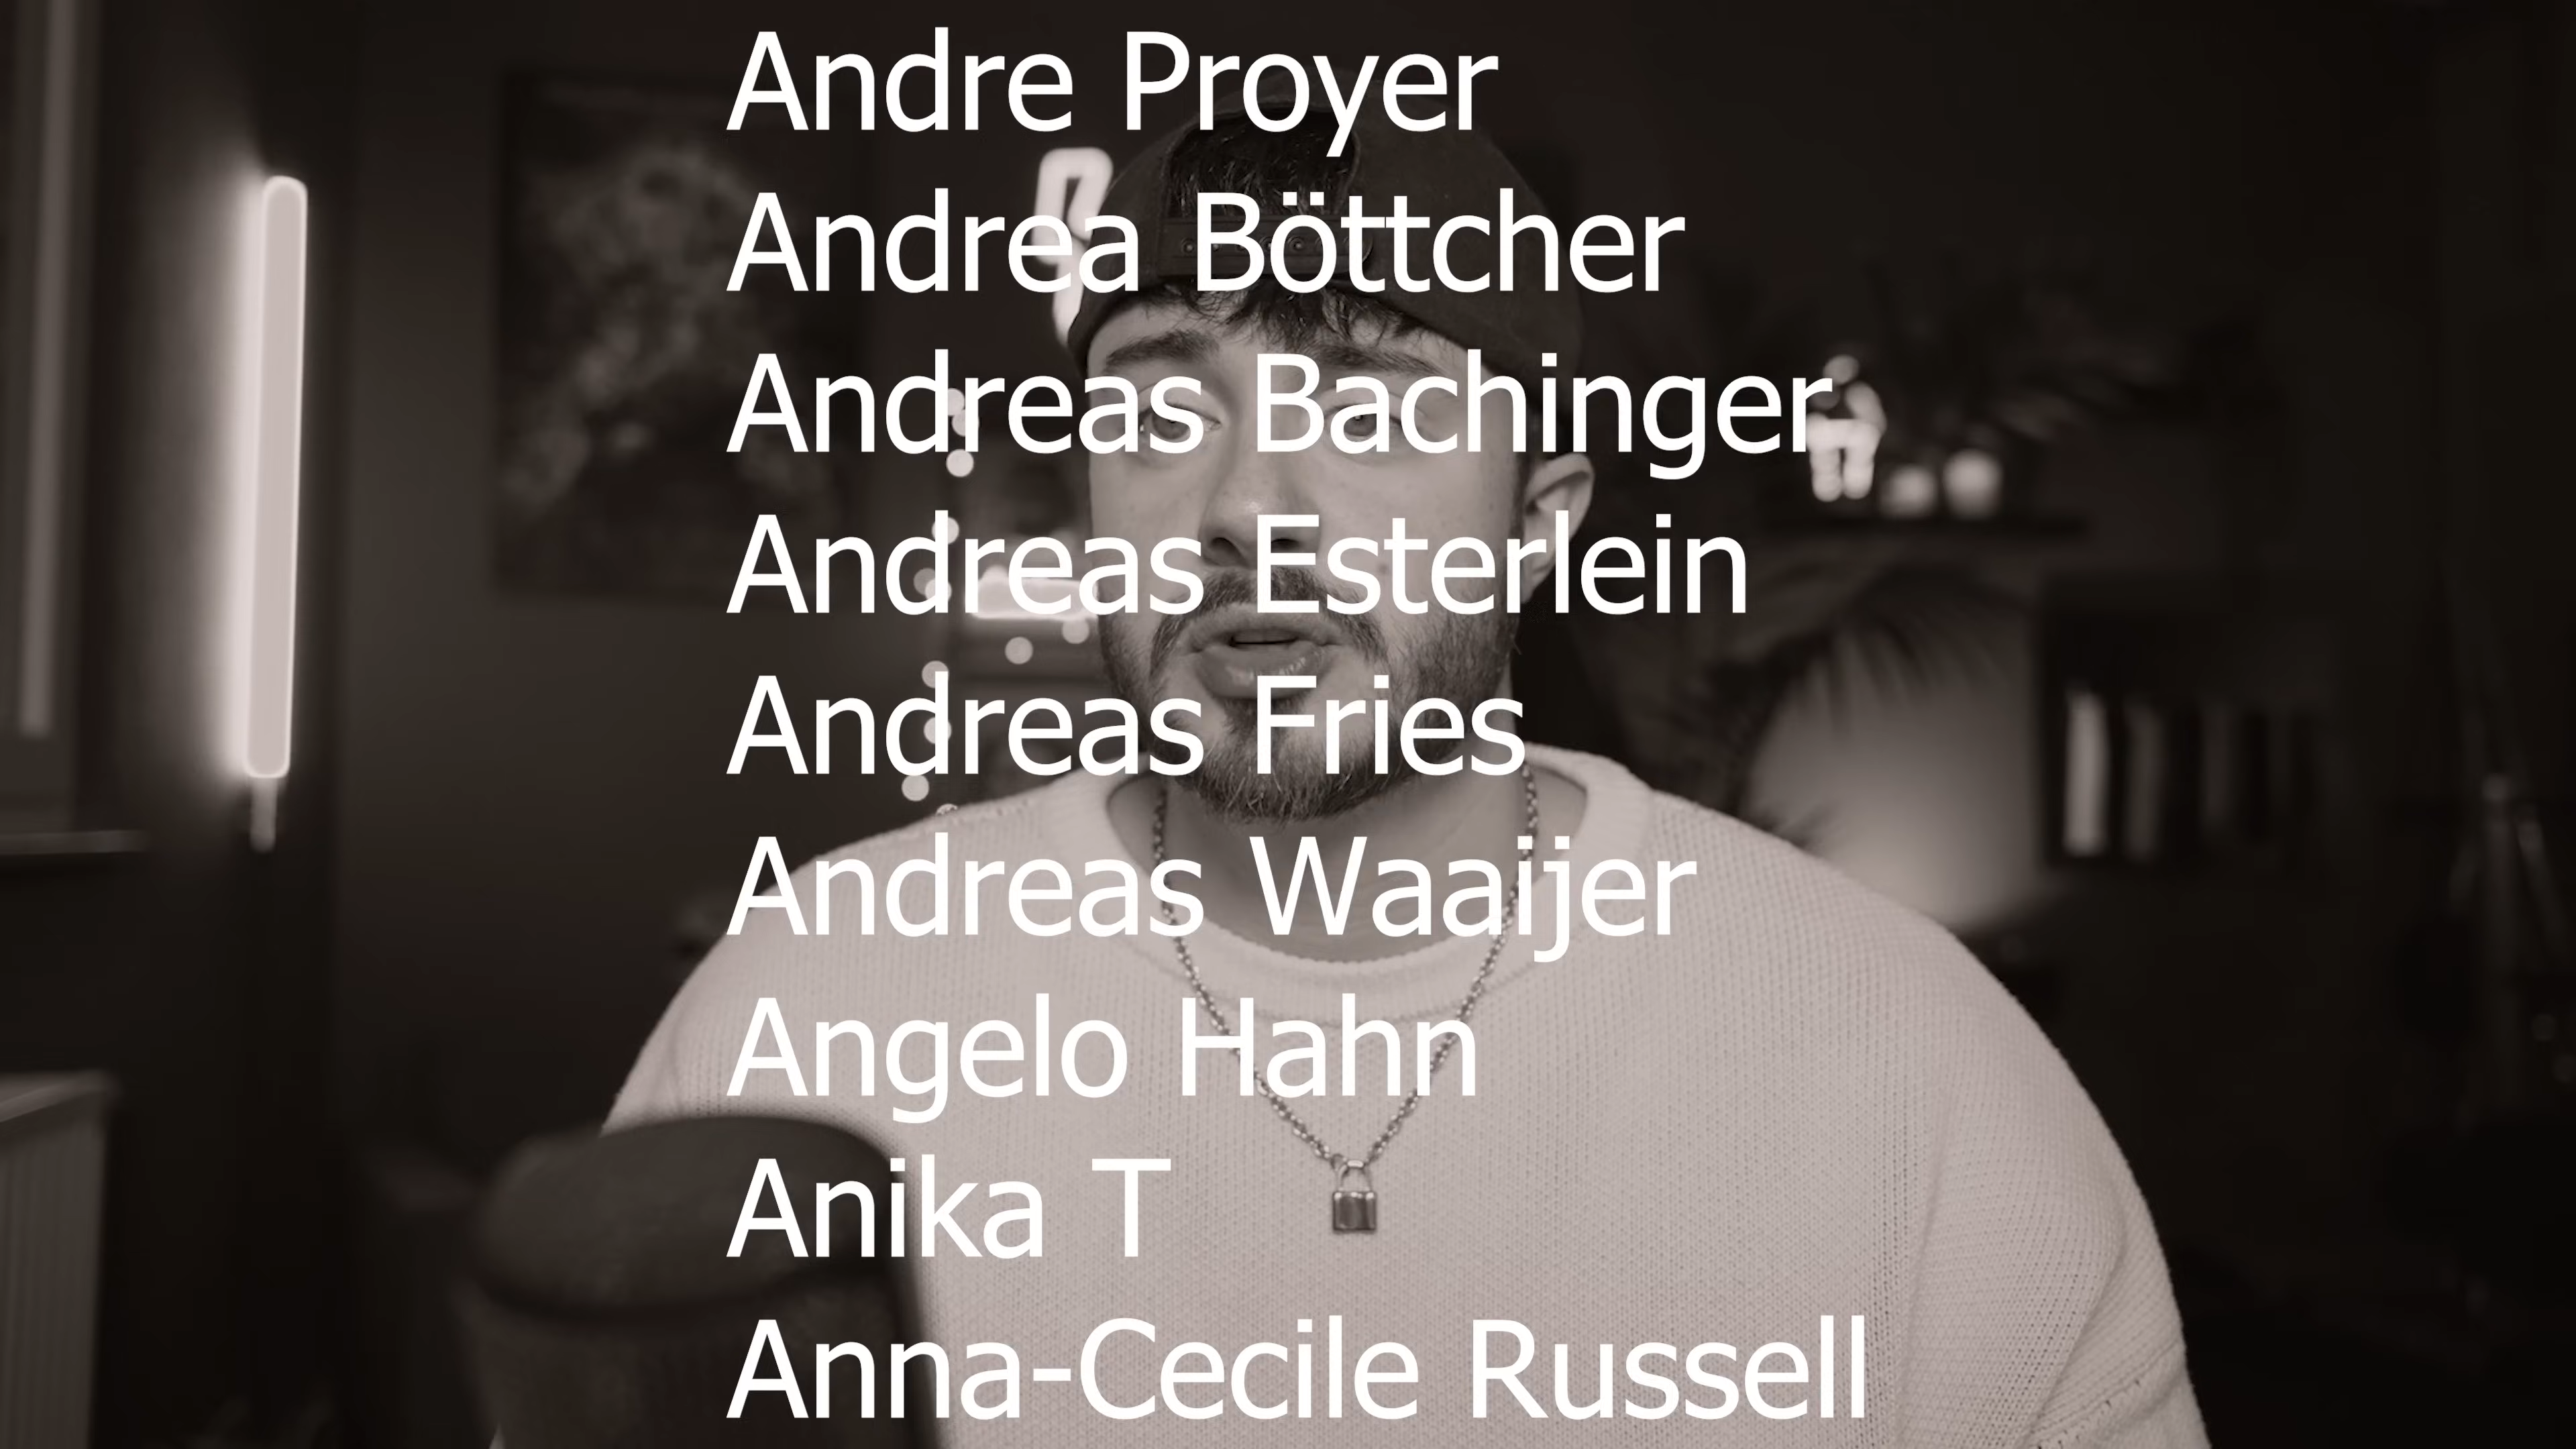 Andre Proyer
Andrea Böttcher
Andreas Bachinger
Andreas Esterlein
Andreas Fries
Andreas Waaijer
Angelo Hahn
Anika T
Anna-Cecile Russell